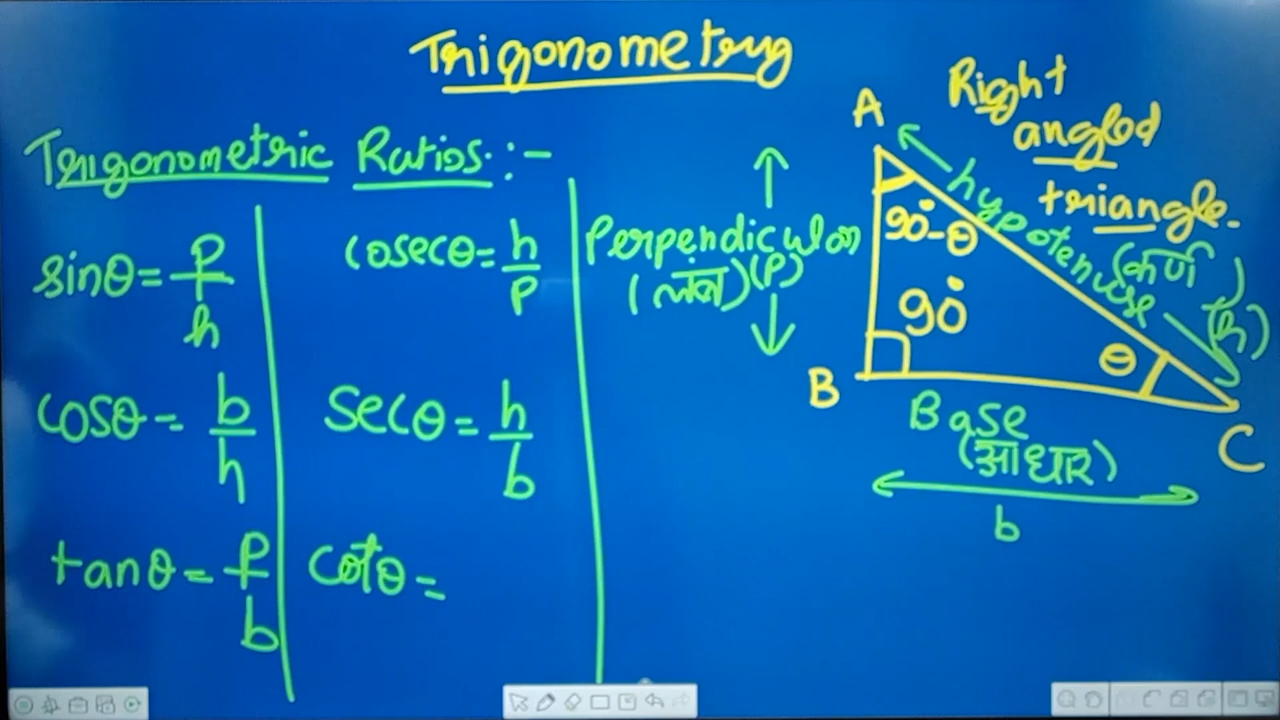 Trigonometry
Trigonometric Ratios :-
sinθ = P/h
cosecθ = h/P
cosθ = b/h
secθ = h/b
tanθ = P/b
cotθ =
Right
angled
triangle.
Perpendicular
(लंब) (P)
A
90°-θ
90°
B
θ
C
hypotenuse
(कर्ण)
(h)
Base
(आधार)
b